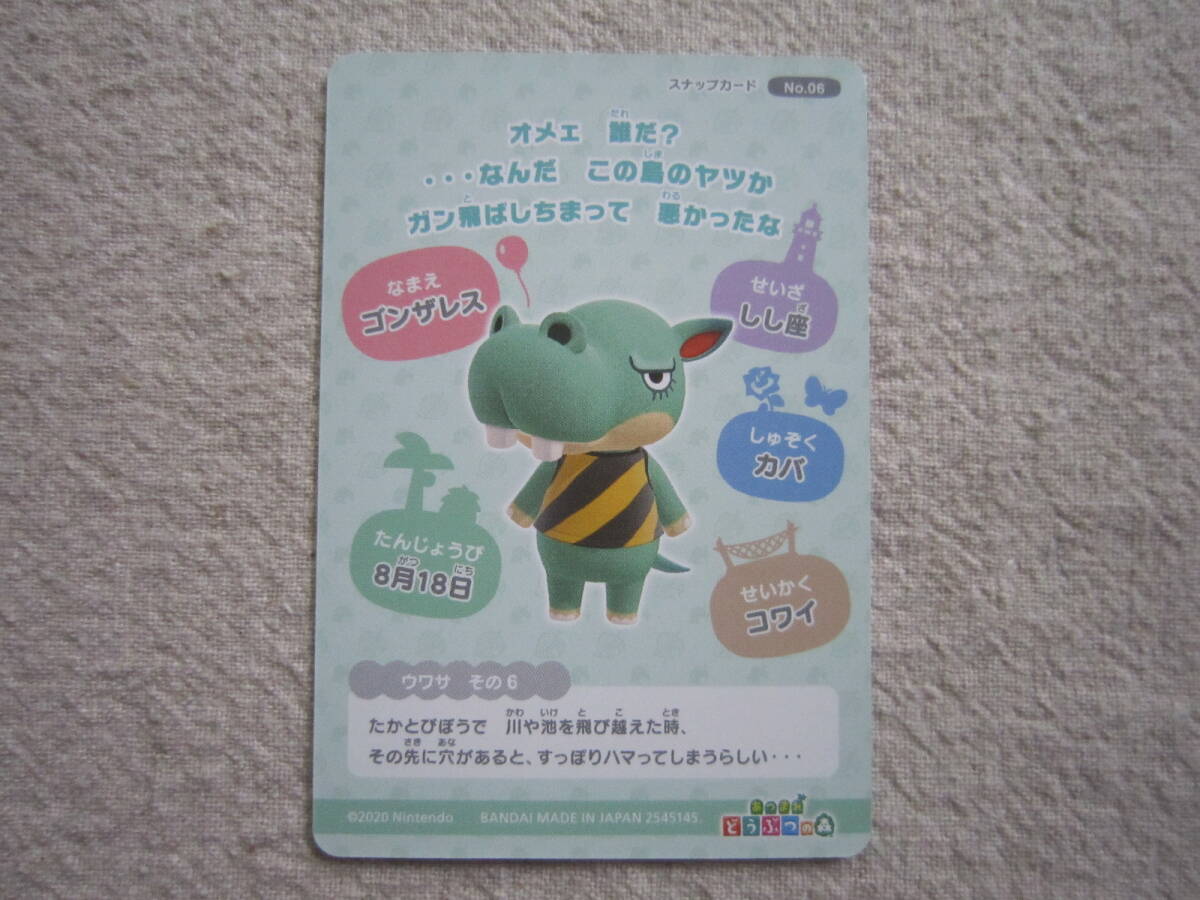 スナップカード No.06
オメェ 誰だ?
・・・なんだ この島のヤツか
ガン飛ばしちまって 悪かったな
なまえ
ゴンザレス
せいざ
しし座
しゅぞく
カバ
たんじょうび
8月18日
せいかく
コワイ
ウワサ その6
たかとびぼうで 川や池を飛び越えた時、
その先に穴があると、すっぽりハマってしまうらしい・・・
©2020 Nintendo BANDAI MADE IN JAPAN 2545145.
あつまれ
どうぶつの森